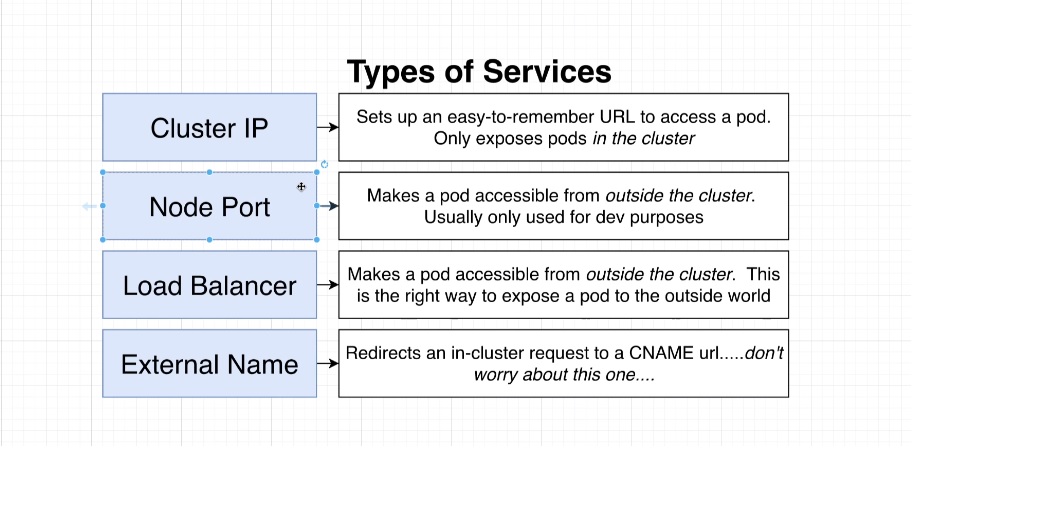 Types of Services
Cluster IP
Sets up an easy-to-remember URL to access a pod.
Only exposes pods in the cluster
Node Port
Makes a pod accessible from outside the cluster.
Usually only used for dev purposes
Load Balancer
Makes a pod accessible from outside the cluster.  This
is the right way to expose a pod to the outside world
External Name
Redirects an in-cluster request to a CNAME url.....don't
worry about this one....